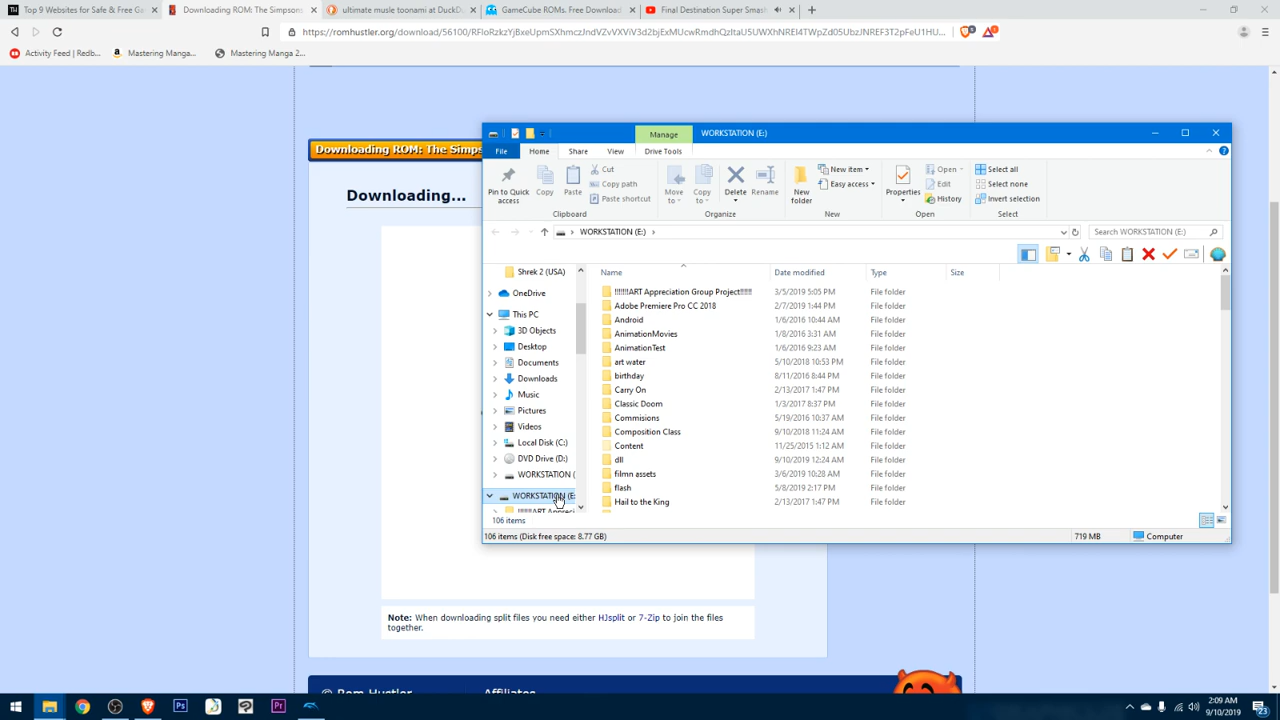 Top 9 Websites for Safe & Free Ga
Downloading ROM: The Simpsons
ultimate musle toonami at DuckDu
GameCube ROMs. Free Download
Final Destination Super Smash
Activity Feed | Redb...
Mastering Manga...
Mastering Manga 2...
Downloading ROM: The Simps
Downloading...
Manage
WORKSTATION (E:)
File
Home
Share
View
Drive Tools
Pin to Quick access
Copy
Paste
Cut
Copy path
Paste shortcut
Clipboard
Move to
Copy to
Delete
Rename
Organize
New folder
New item
Easy access
New
Properties
Open
Edit
History
Open
Select all
Select none
Invert selection
Select
WORKSTATION (E:)
Search WORKSTATION (E:)
Shrek 2 (USA)
OneDrive
This PC
3D Objects
Desktop
Documents
Downloads
Music
Pictures
Videos
Local Disk (C:)
DVD Drive (D:)
WORKSTATION (
WORKSTATION (E:
Name Date modified Type Size
!!!!!!!ART Appreciation Group Project!!!!!! 3/5/2019 5:05 PM File folder
Adobe Premiere Pro CC 2018 2/7/2019 1:44 PM File folder
Android 1/6/2016 10:44 AM File folder
AnimationMovies 1/8/2016 3:31 AM File folder
AnimationTest 1/6/2016 9:23 AM File folder
art water 5/10/2018 10:53 PM File folder
birthday 8/11/2016 8:44 PM File folder
Carry On 2/13/2017 1:47 PM File folder
Classic Doom 1/3/2017 8:37 PM File folder
Commisions 5/19/2016 10:37 AM File folder
Composition Class 9/10/2018 11:24 AM File folder
Content 11/25/2015 1:12 AM File folder
dll 9/10/2019 12:24 AM File folder
filmn assets 3/6/2019 10:28 AM File folder
flash 5/8/2019 2:17 PM File folder
Hail to the King 2/13/2017 1:47 PM File folder
106 items
106 items (Disk free space: 8.77 GB)
719 MB
Computer
Note: When downloading split files you need either HJsplit or 7-Zip to join the files
together.
© Rom Hustler
Affiliates
2:09 AM
9/10/2019
23